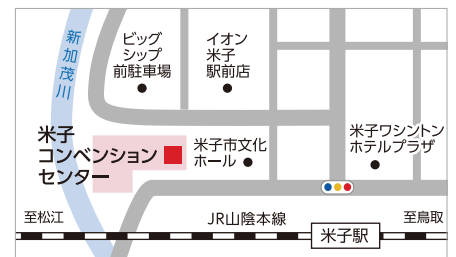 新加茂川
ビッグ
シップ
前駐車場
イオン
米子
駅前店
米子
コンベンション
センター
米子市文化
ホール
米子ワシントン
ホテルプラザ
至松江
JR山陰本線
至鳥取
米子駅